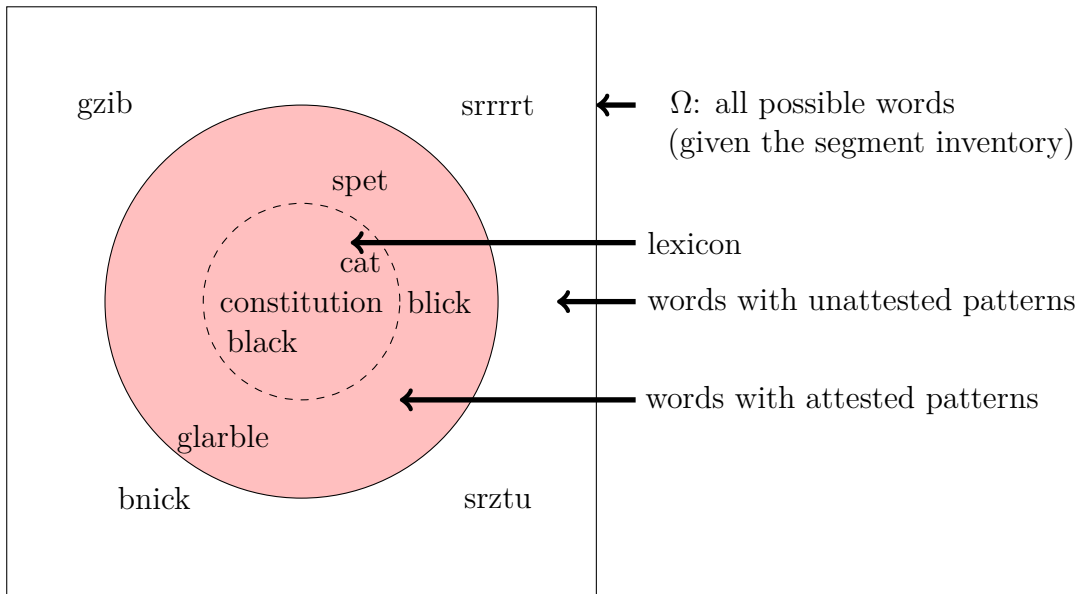 gzib
srrrrt
Ω: all possible words
(given the segment inventory)
spet
lexicon
cat
constitution
blick
words with unattested patterns
black
words with attested patterns
glarble
bnick
srztu